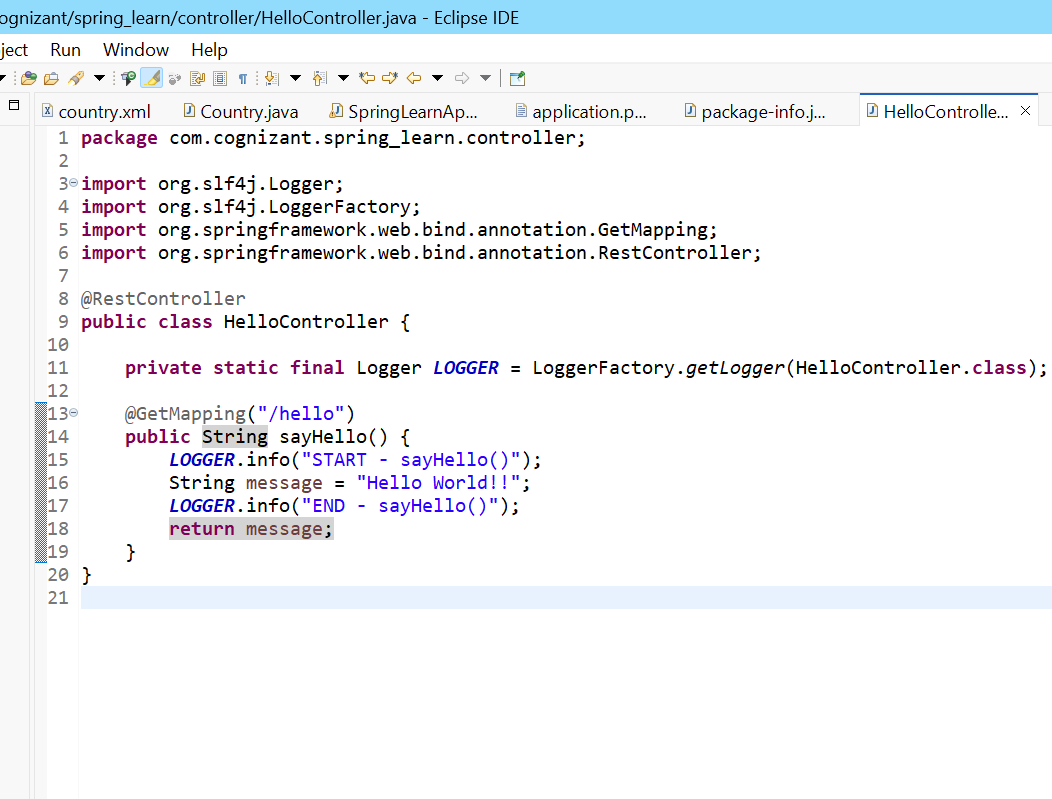 ognizant/spring_learn/controller/HelloController.java - Eclipse IDE
ject Run Window Help
country.xml Country.java SpringLearnAp... application.p... package-info.j... HelloControlle...
1 package com.cognizant.spring_learn.controller;
2
3 import org.slf4j.Logger;
4 import org.slf4j.LoggerFactory;
5 import org.springframework.web.bind.annotation.GetMapping;
6 import org.springframework.web.bind.annotation.RestController;
7
8 @RestController
9 public class HelloController {
10
11     private static final Logger LOGGER = LoggerFactory.getLogger(HelloController.class);
12
13     @GetMapping("/hello")
14     public String sayHello() {
15         LOGGER.info("START - sayHello()");
16         String message = "Hello World!!";
17         LOGGER.info("END - sayHello()");
18         return message;
19     }
20 }
21